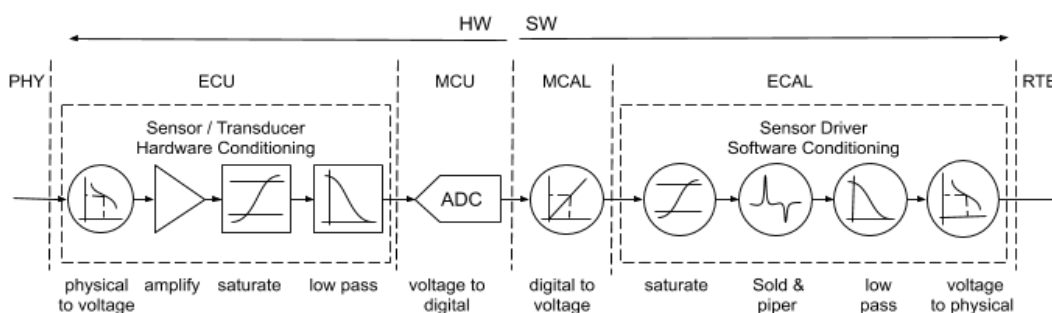 HW SW
PHY ECU MCU MCAL ECAL RTE
Sensor / Transducer
Hardware Conditioning
Sensor Driver
Software Conditioning
ADC
physical
to voltage
amplify
saturate
low pass
voltage to
digital
digital to
voltage
saturate
Sold &
piper
low
pass
voltage
to physical